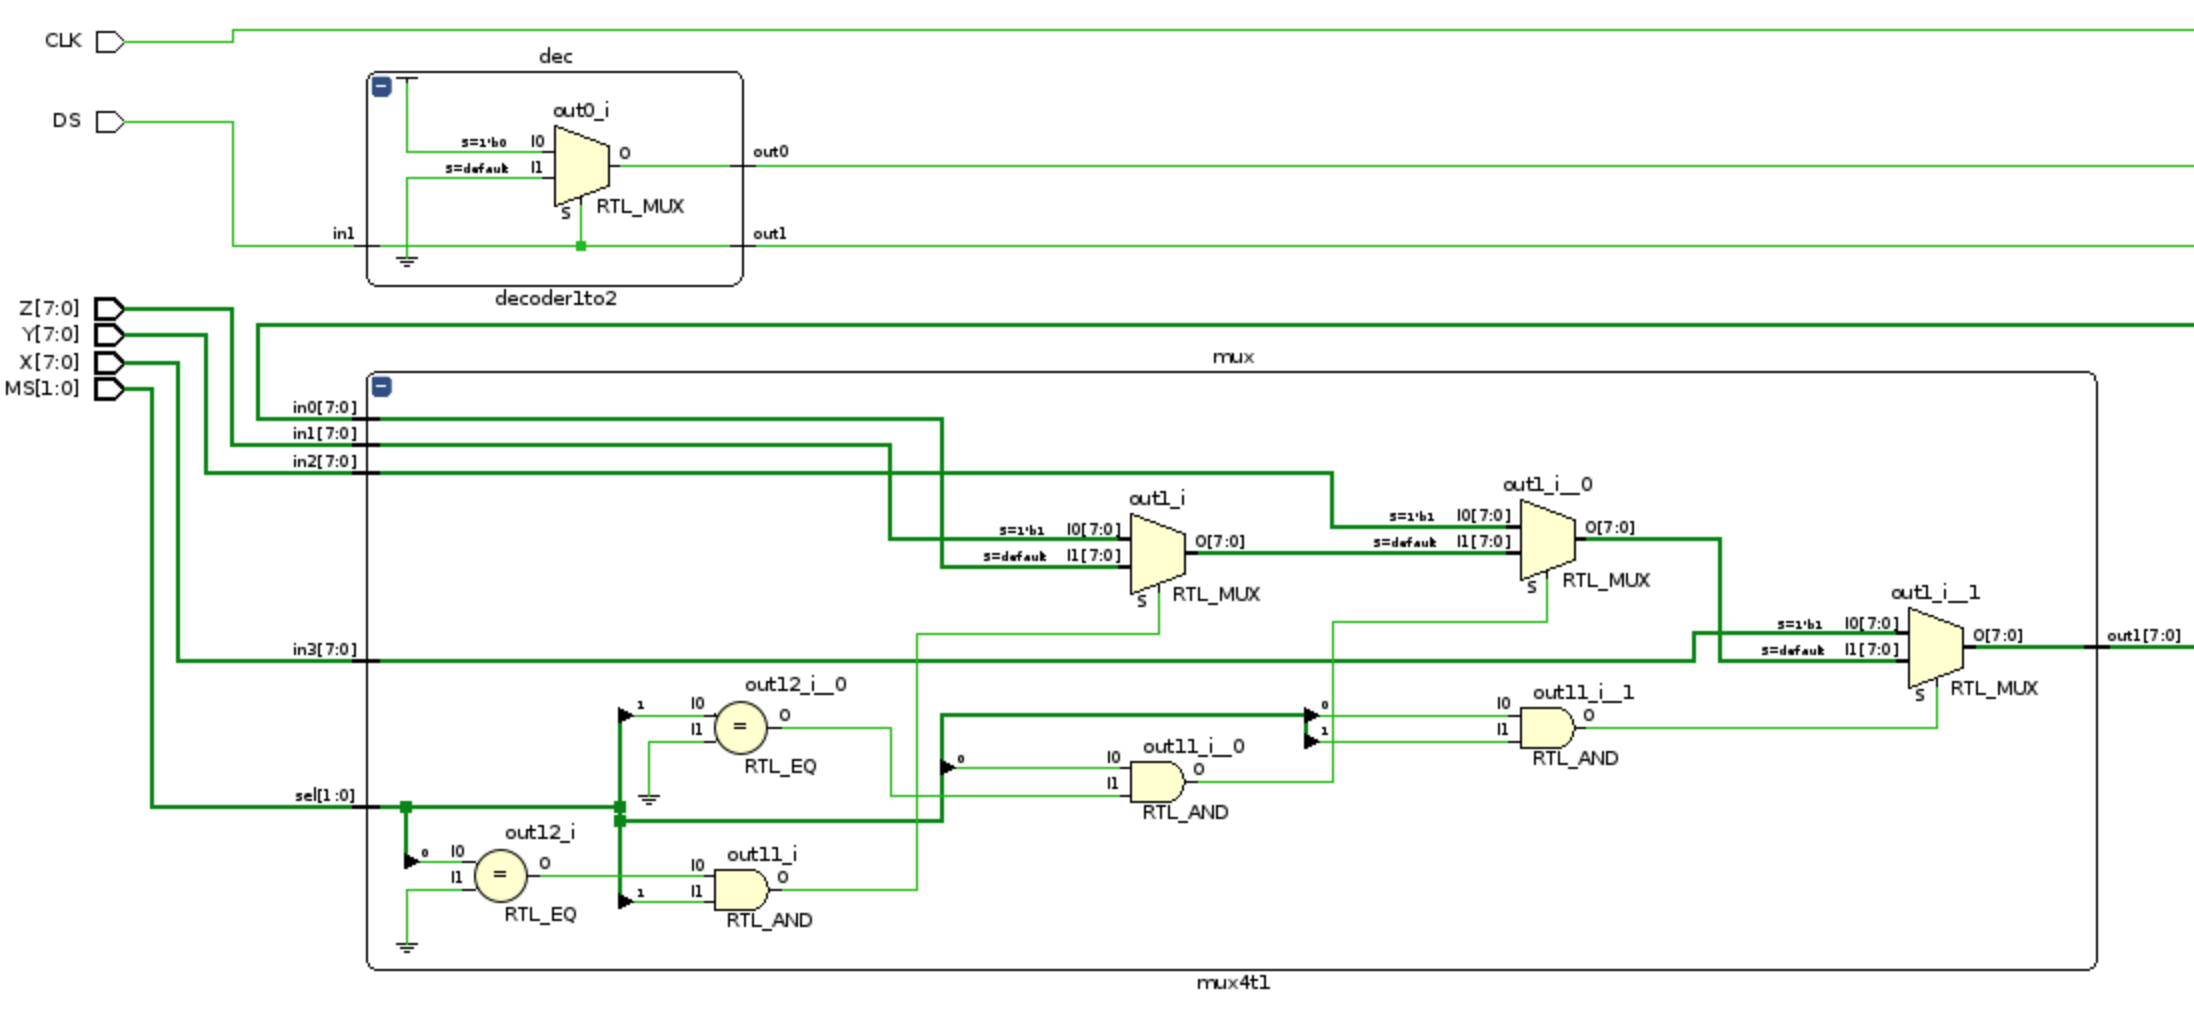 CLK
dec
DS
out0_i
S=1'b0 I0
S=default I1
O
S
RTL_MUX
out0
in1
out1
decoder1to2
Z[7:0]
Y[7:0]
X[7:0]
MS[1:0]
mux
in0[7:0]
in1[7:0]
in2[7:0]
out1_i
S=1'b1 I0[7:0]
S=default I1[7:0]
O[7:0]
S
RTL_MUX
out1_i__0
S=1'b1 I0[7:0]
S=default I1[7:0]
O[7:0]
S
RTL_MUX
out1_i__1
S=1'b1 I0[7:0]
S=default I1[7:0]
O[7:0]
S
RTL_MUX
out1[7:0]
in3[7:0]
out12_i__0
1 I0
I1
=
O
RTL_EQ
out11_i__1
0 I0
1 I1
O
RTL_AND
out11_i__0
0 I0
I1
O
RTL_AND
sel[1:0]
out12_i
0 I0
I1
=
O
RTL_EQ
out11_i
I0
1 I1
O
RTL_AND
mux4t1